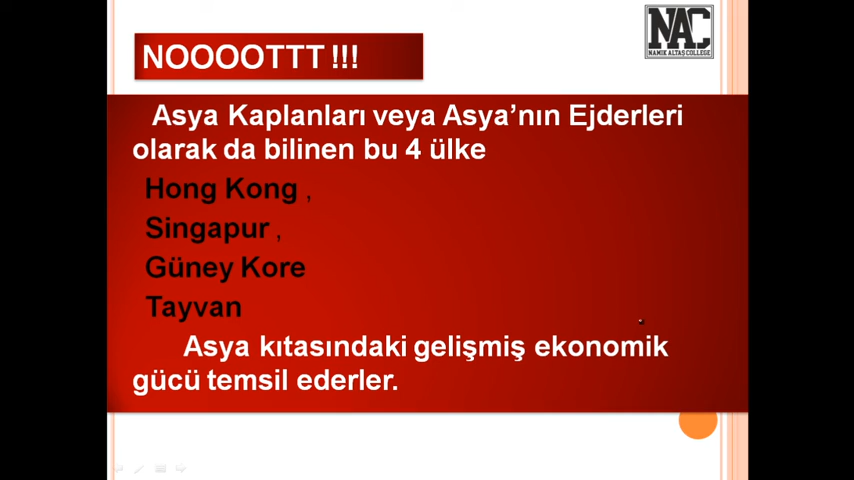 NAC
NAMIK ALTAŞ COLLEGE
NOOOOTTT !!!
Asya Kaplanları veya Asya’nın Ejderleri
olarak da bilinen bu 4 ülke
Hong Kong ,
Singapur ,
Güney Kore
Tayvan
Asya kıtasındaki gelişmiş ekonomik
gücü temsil ederler.